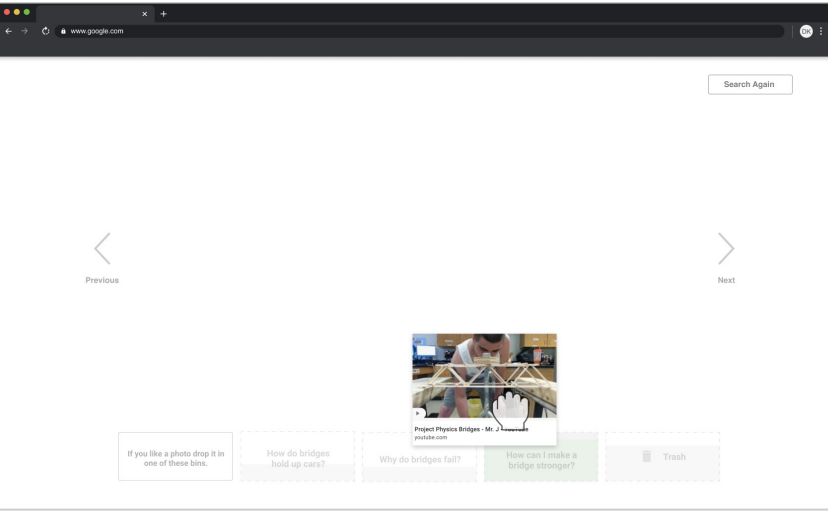 www.google.com
DK
Search Again
Previous
Next
Project Physics Bridges - Mr. J - YouTube
youtube.com
If you like a photo drop it in
one of these bins.
How do bridges
hold up cars?
Why do bridges fail?
How can I make a
bridge stronger?
Trash